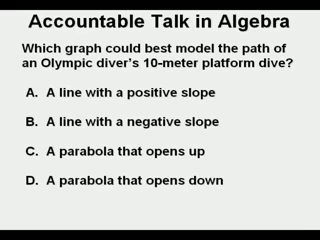 Accountable Talk in Algebra
Which graph could best model the path of
an Olympic diver's 10-meter platform dive?
A. A line with a positive slope
B. A line with a negative slope
C. A parabola that opens up
D. A parabola that opens down